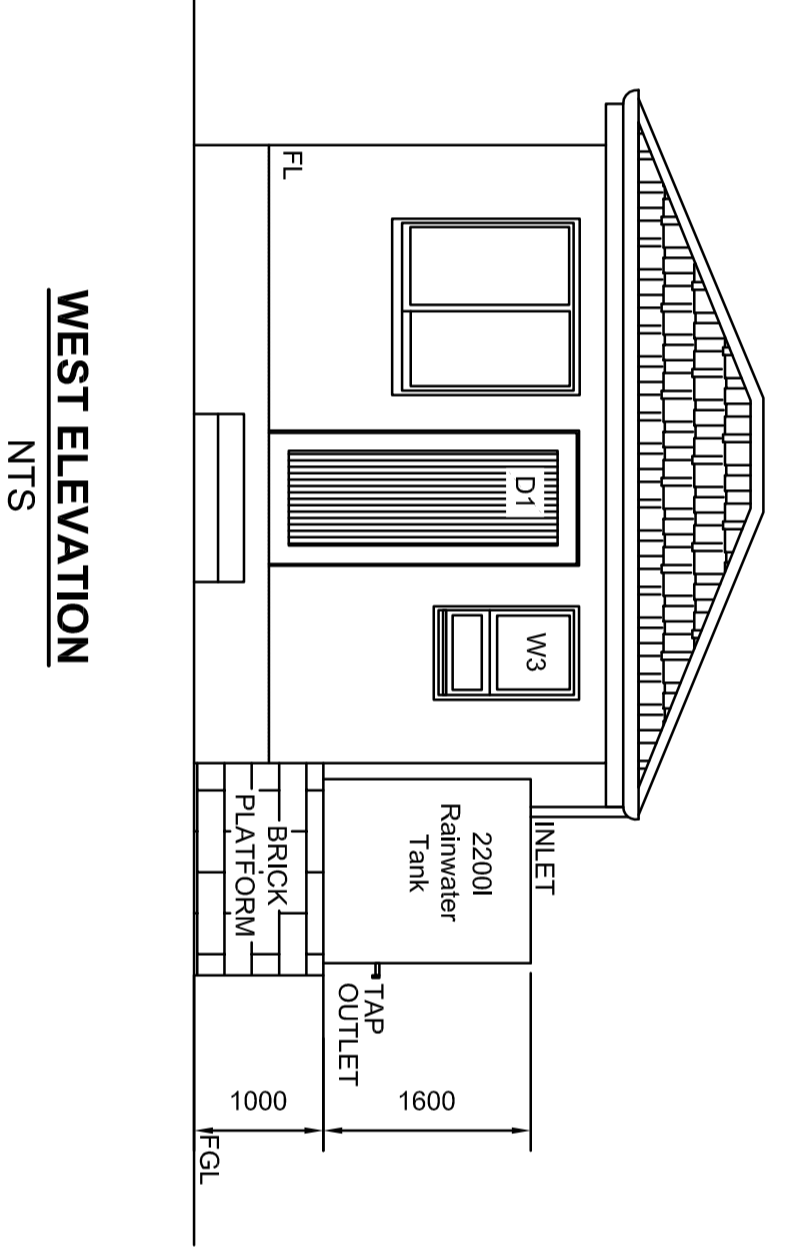 INLET
2200l
Rainwater
Tank
W3
D1
TAP
OUTLET
1600
FL
BRICK
PLATFORM
1000
FGL
WEST ELEVATION
NTS